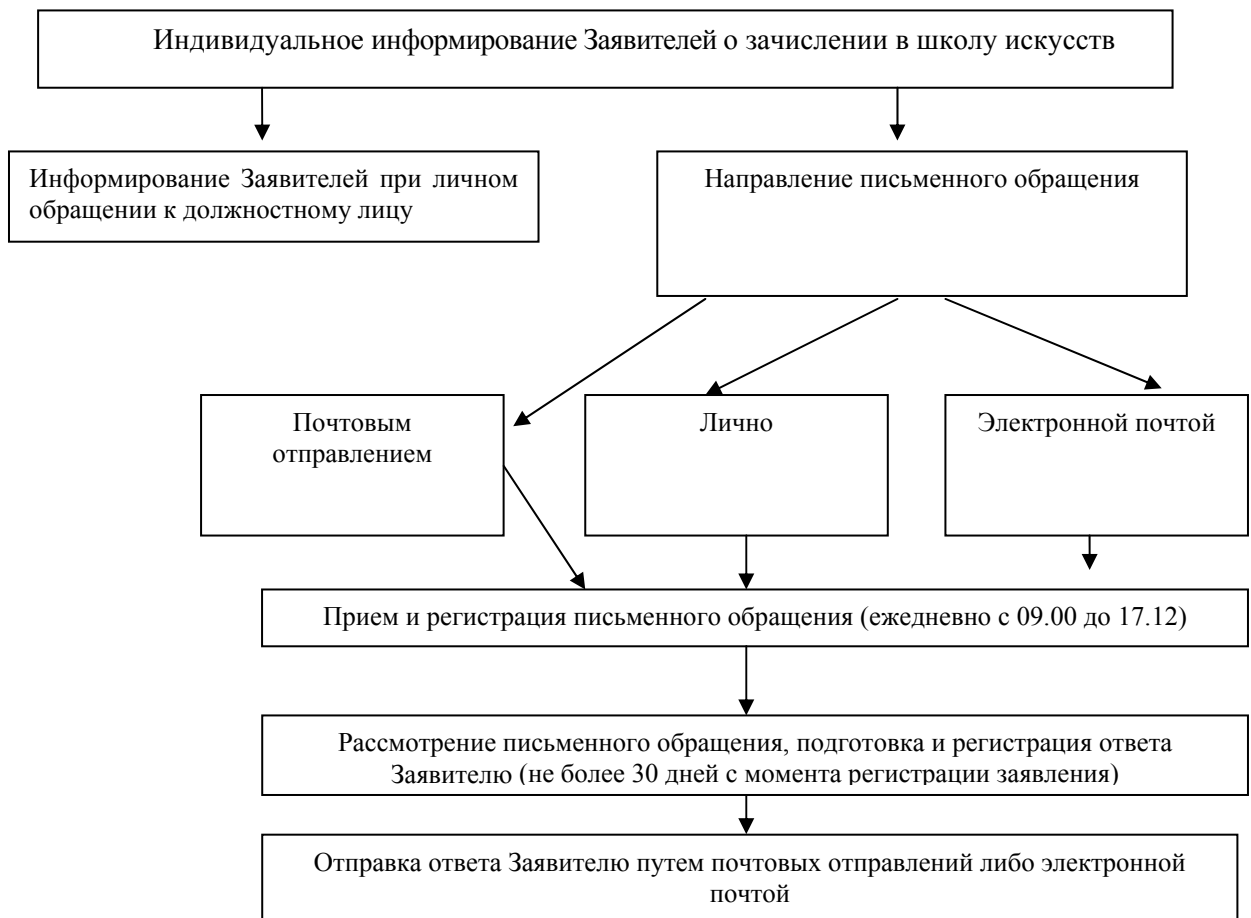 Индивидуальное информирование Заявителей о зачислении в школу искусств
Информирование Заявителей при личном
обращении к должностному лицу
Направление письменного обращения
Почтовым
отправлением
Лично
Электронной почтой
Прием и регистрация письменного обращения (ежедневно с 09.00 до 17.12)
Рассмотрение письменного обращения, подготовка и регистрация ответа
Заявителю (не более 30 дней с момента регистрации заявления)
Отправка ответа Заявителю путем почтовых отправлений либо электронной
почтой